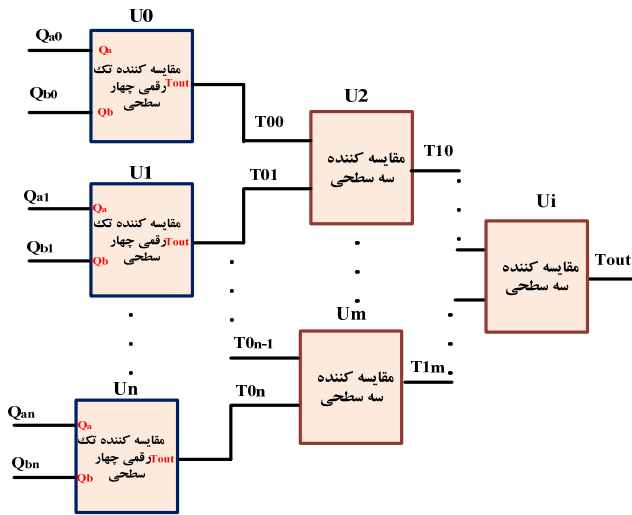 U0
Qa0
Qa
مقایسه کننده تک
رقمی چهار
سطحی
Tout
Qb0
Qb
T00
U2
مقایسه کننده
سه سطحی
T10
U1
T01
Qa1
Qa
مقایسه کننده تک
رقمی چهار
سطحی
Tout
Qb1
Qb
Ui
مقایسه کننده
سه سطحی
Tout
Um
T0n-1
مقایسه کننده
سه سطحی
T1m
T0n
Un
Qan
Qa
مقایسه کننده تک
رقمی چهار
سطحی
Tout
Qbn
Qb